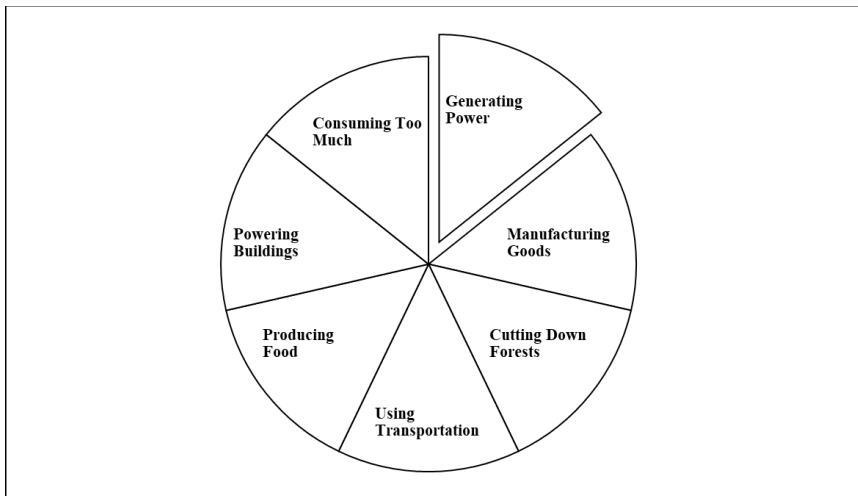 Generating
Power
Manufacturing
Goods
Cutting Down
Forests
Using
Transportation
Producing
Food
Powering
Buildings
Consuming Too
Much